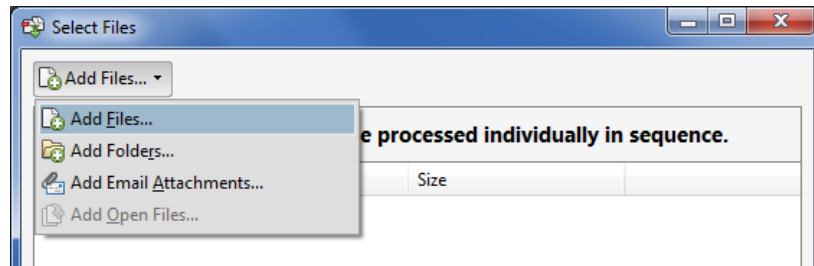 Select Files
Add Files...
Add Files...
e processed individually in sequence.
Add Folders...
Add Email Attachments...
Size
Add Open Files...